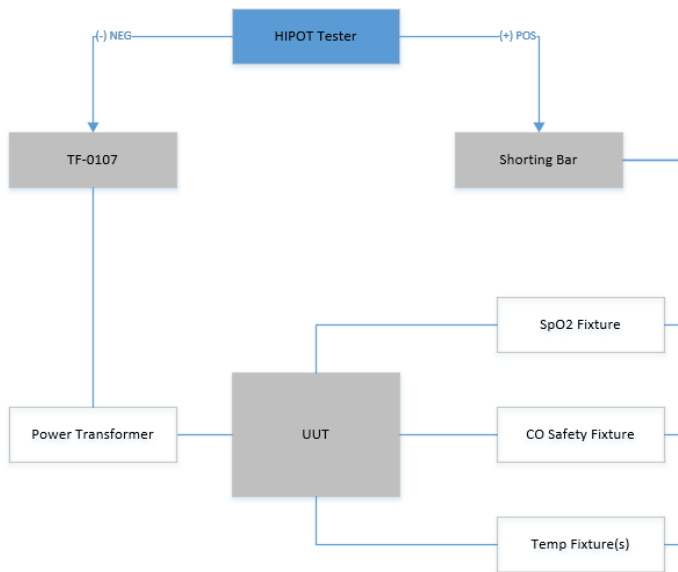 HIPOT Tester
(-) NEG
(+) POS
TF-0107
Shorting Bar
SpO2 Fixture
Power Transformer
UUT
CO Safety Fixture
Temp Fixture(s)